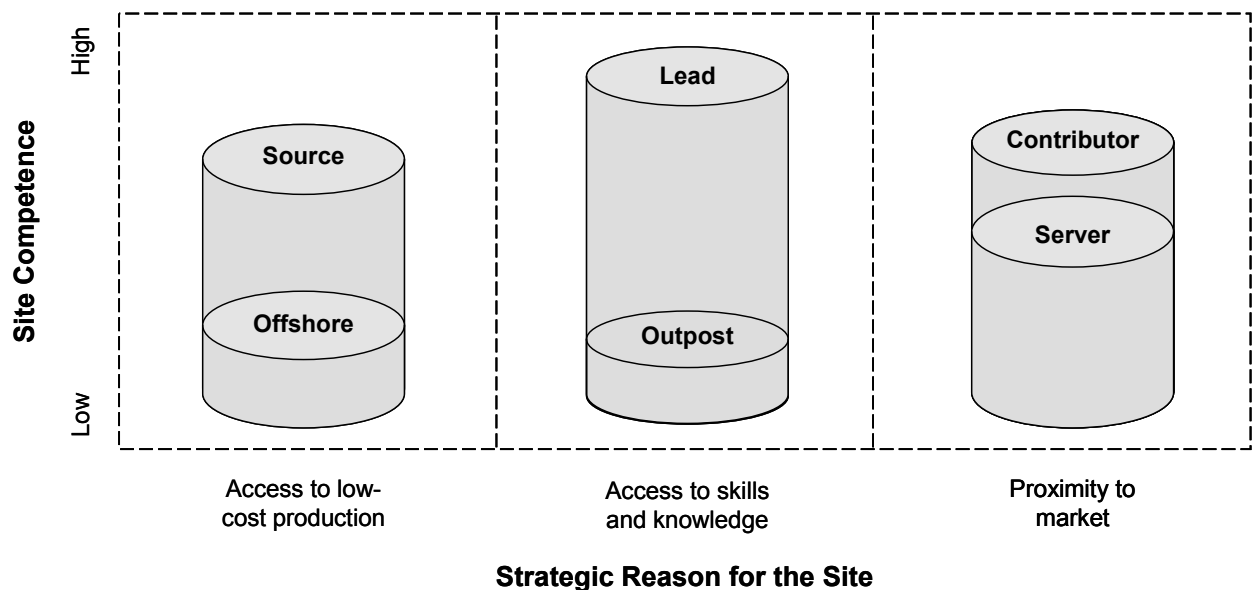 High
Site Competence
Low
Source
Offshore
Lead
Outpost
Contributor
Server
Access to low-
cost production
Access to skills
and knowledge
Proximity to
market
Strategic Reason for the Site